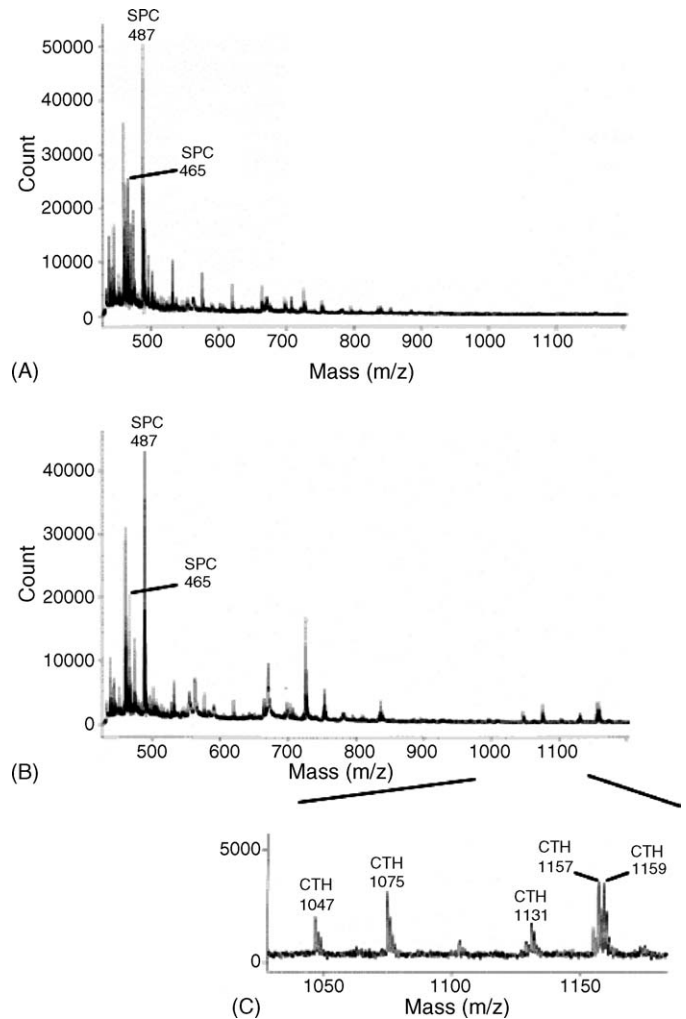 SPC
487
50000
40000
30000
20000
10000
0
Count
SPC
465
500 600 700 800 900 1000 1100
Mass (m/z)
(A)
SPC
487
40000
30000
20000
10000
0
Count
SPC
465
500 600 700 800 900 1000 1100
Mass (m/z)
(B)
5000
0
CTH
1047
CTH
1075
CTH
1131
CTH
1157
CTH
1159
1050 1100 1150
Mass (m/z)
(C)